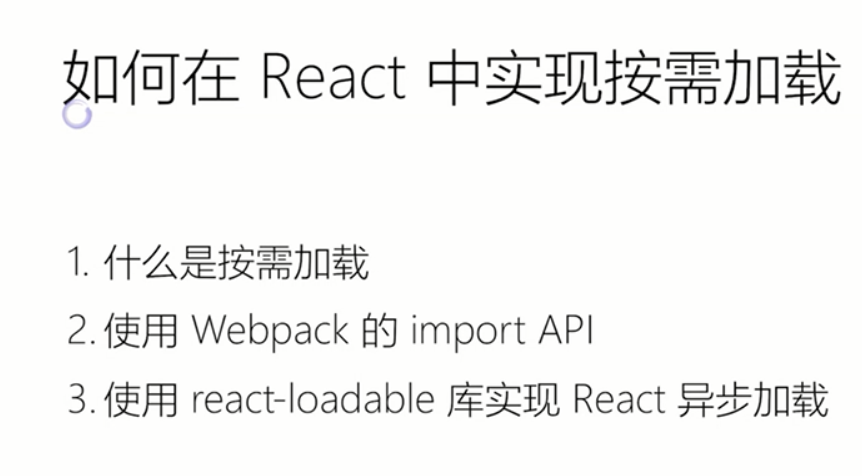 如何在 React 中实现按需加载
1. 什么是按需加载
2. 使用 Webpack 的 import API
3. 使用 react-loadable 库实现 React 异步加载